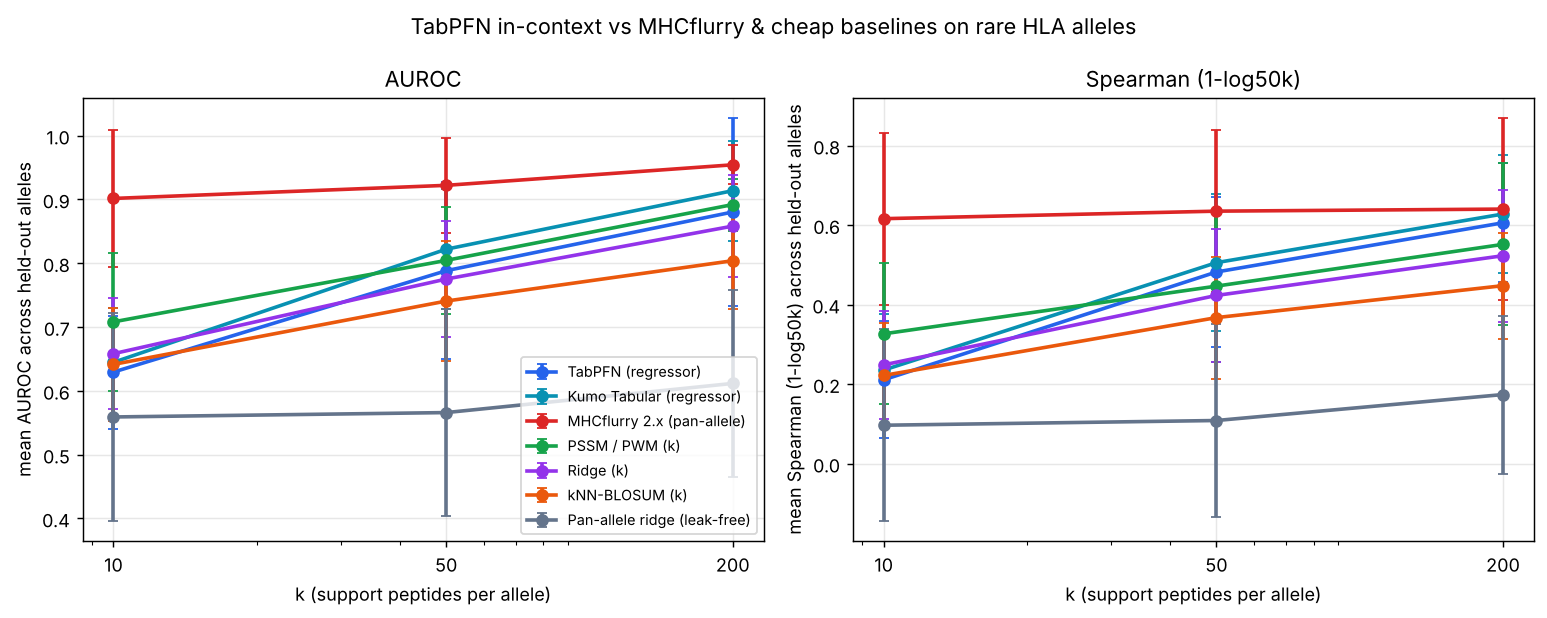 TabPFN in-context vs MHCflurry & cheap baselines on rare HLA alleles
AUROC
mean AUROC across held-out alleles
1.0
0.9
0.8
0.7
0.6
0.5
0.4
10
50
200
k (support peptides per allele)
TabPFN (regressor)
Kumo Tabular (regressor)
MHCflurry 2.x (pan-allele)
PSSM / PWM (k)
Ridge (k)
kNN-BLOSUM (k)
Pan-allele ridge (leak-free)
Spearman (1-log50k)
mean Spearman (1-log50k) across held-out alleles
0.8
0.6
0.4
0.2
0.0
10
50
200
k (support peptides per allele)